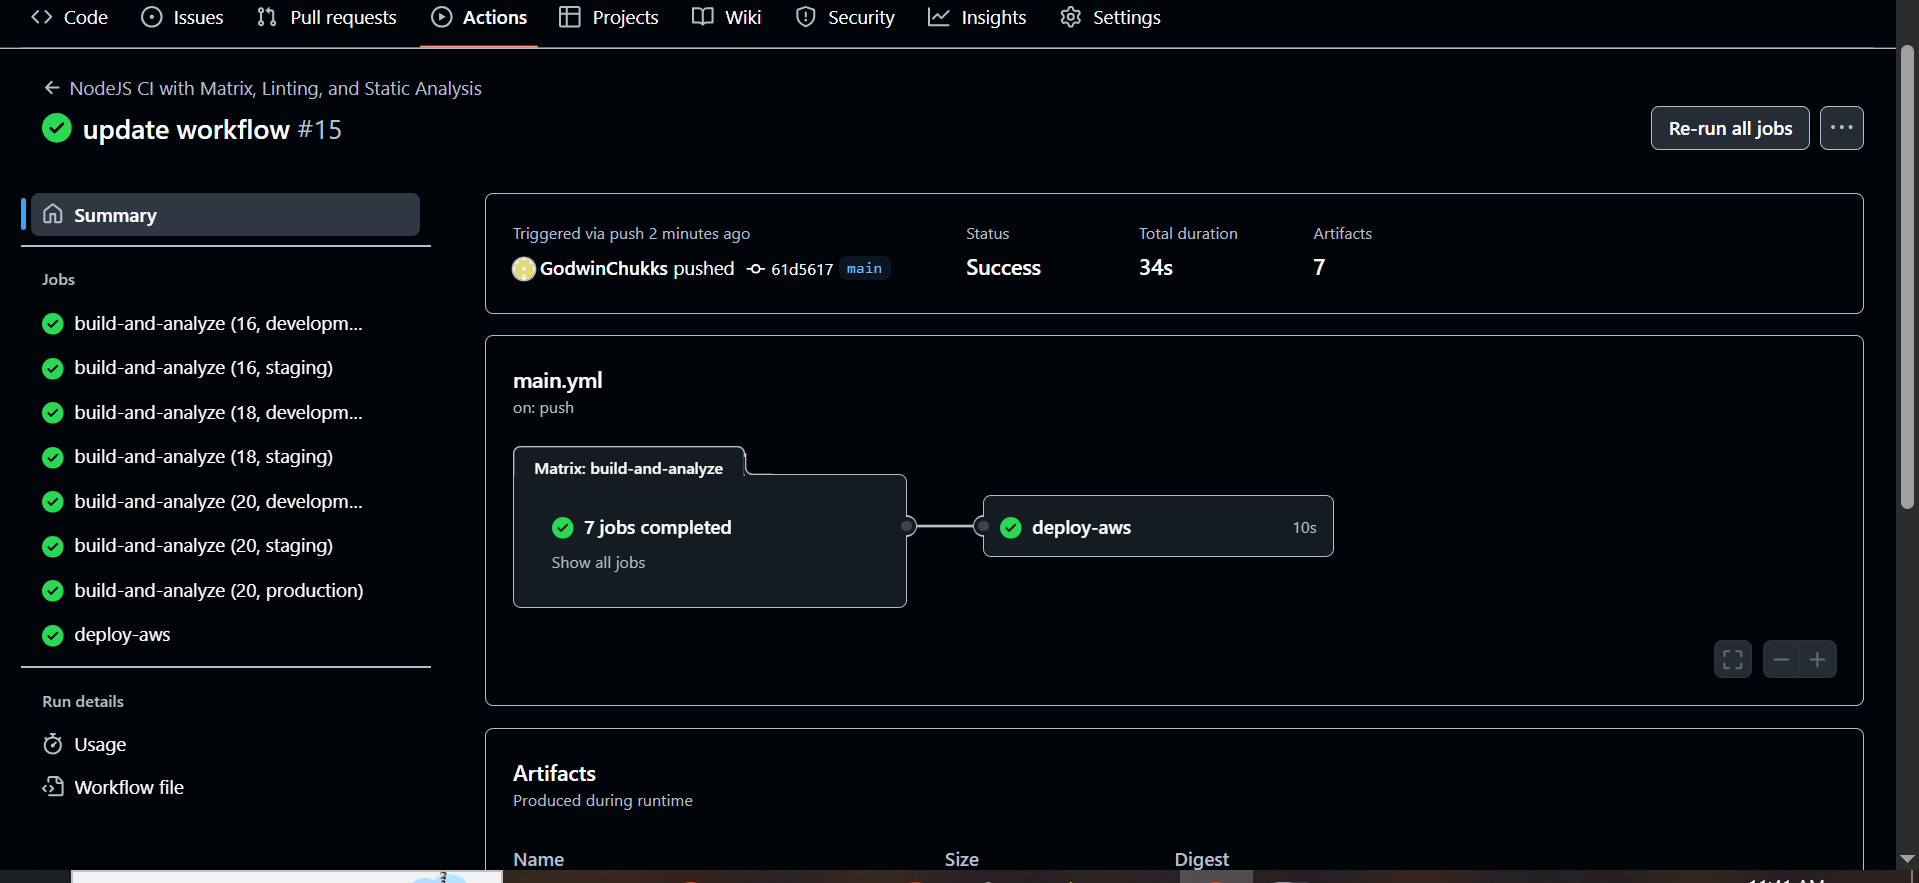 Code Issues Pull requests Actions Projects Wiki Security Insights Settings
NodeJS CI with Matrix, Linting, and Static Analysis
update workflow #15
Re-run all jobs
Summary
Jobs
build-and-analyze (16, developm...
build-and-analyze (16, staging)
build-and-analyze (18, developm...
build-and-analyze (18, staging)
build-and-analyze (20, developm...
build-and-analyze (20, staging)
build-and-analyze (20, production)
deploy-aws
Run details
Usage
Workflow file
Triggered via push 2 minutes ago
GodwinChukks pushed 61d5617 main
Status
Success
Total duration
34s
Artifacts
7
main.yml
on: push
Matrix: build-and-analyze
7 jobs completed
Show all jobs
deploy-aws 10s
Artifacts
Produced during runtime
Name Size Digest